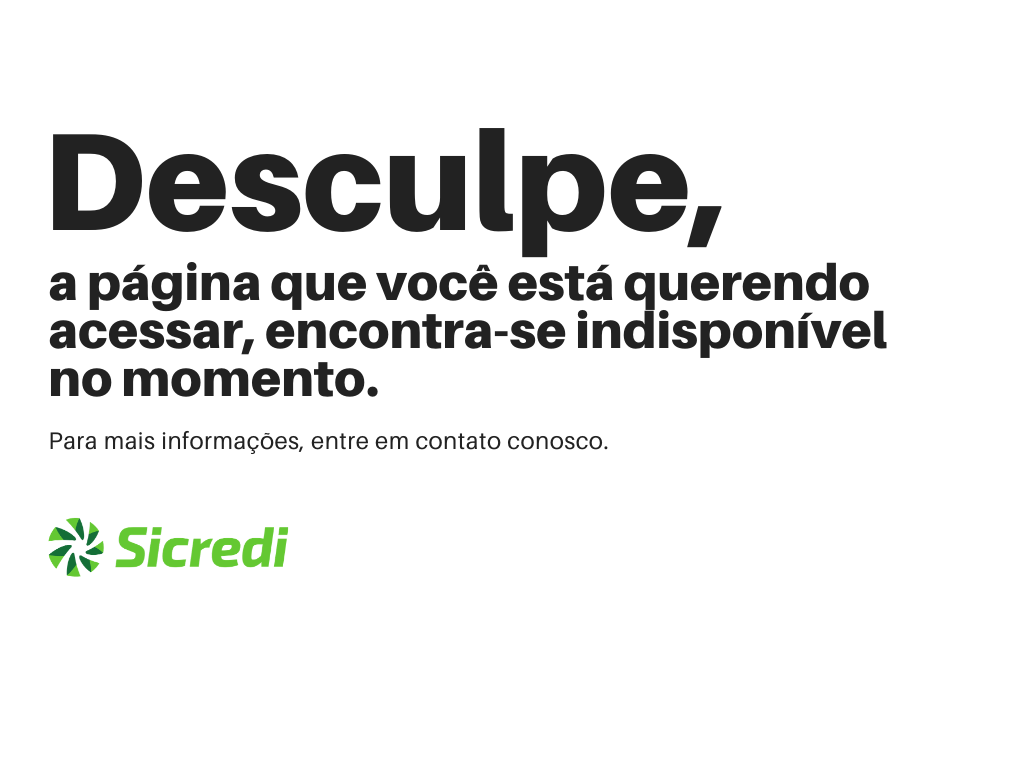 Desculpe,
a página que você está querendo
acessar, encontra-se indisponível
no momento.
Para mais informações, entre em contato conosco.
Sicredi